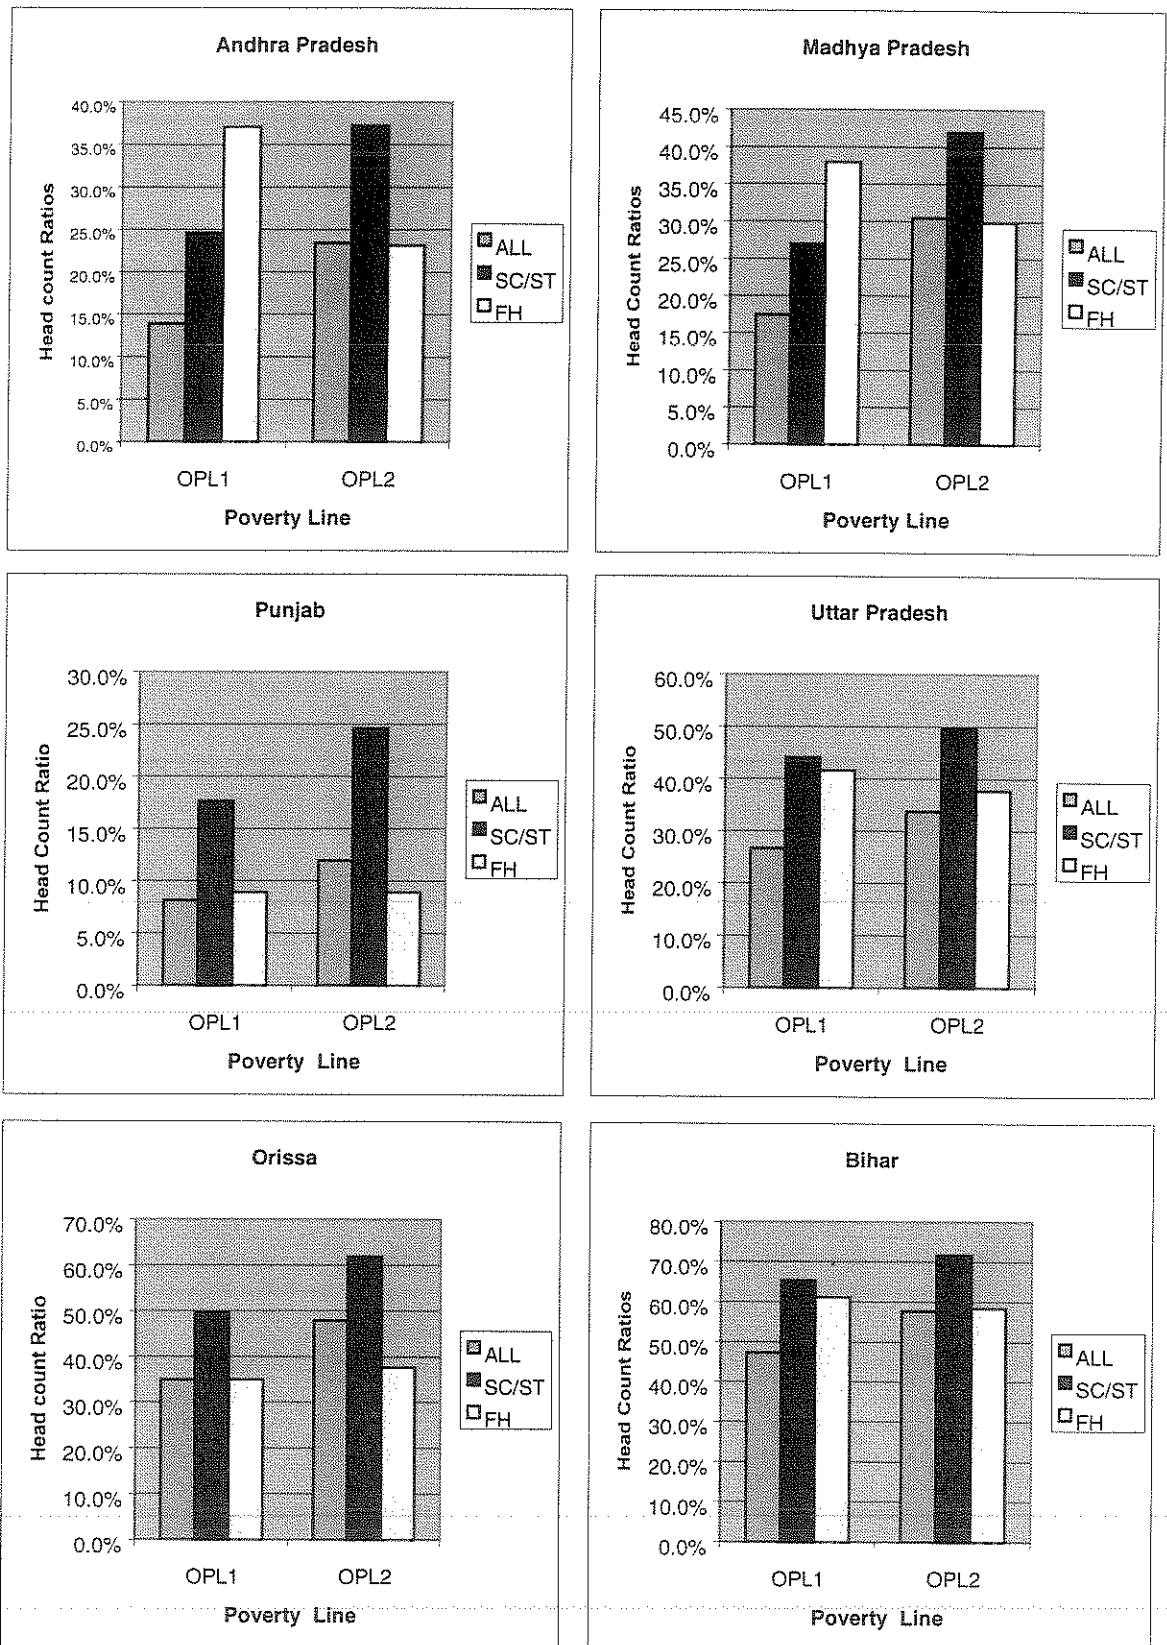 Andhra Pradesh
Head count Ratios
40.0%
35.0%
30.0%
25.0%
20.0%
15.0%
10.0%
5.0%
0.0%
OPL1 OPL2
Poverty Line
ALL
SC/ST
FH
Madhya Pradesh
Head Count Ratios
45.0%
40.0%
35.0%
30.0%
25.0%
20.0%
15.0%
10.0%
5.0%
0.0%
OPL1 OPL2
Poverty Line
ALL
SC/ST
FH
Punjab
Head Count Ratio
30.0%
25.0%
20.0%
15.0%
10.0%
5.0%
0.0%
OPL1 OPL2
Poverty Line
ALL
SC/ST
FH
Uttar Pradesh
Head Count Ratio
60.0%
50.0%
40.0%
30.0%
20.0%
10.0%
0.0%
OPL1 OPL2
Poverty Line
ALL
SC/ST
FH
Orissa
Head count Ratio
70.0%
60.0%
50.0%
40.0%
30.0%
20.0%
10.0%
0.0%
OPL1 OPL2
Poverty Line
ALL
SC/ST
FH
Bihar
Head Count Ratios
80.0%
70.0%
60.0%
50.0%
40.0%
30.0%
20.0%
10.0%
0.0%
OPL1 OPL2
Poverty Line
ALL
SC/ST
FH